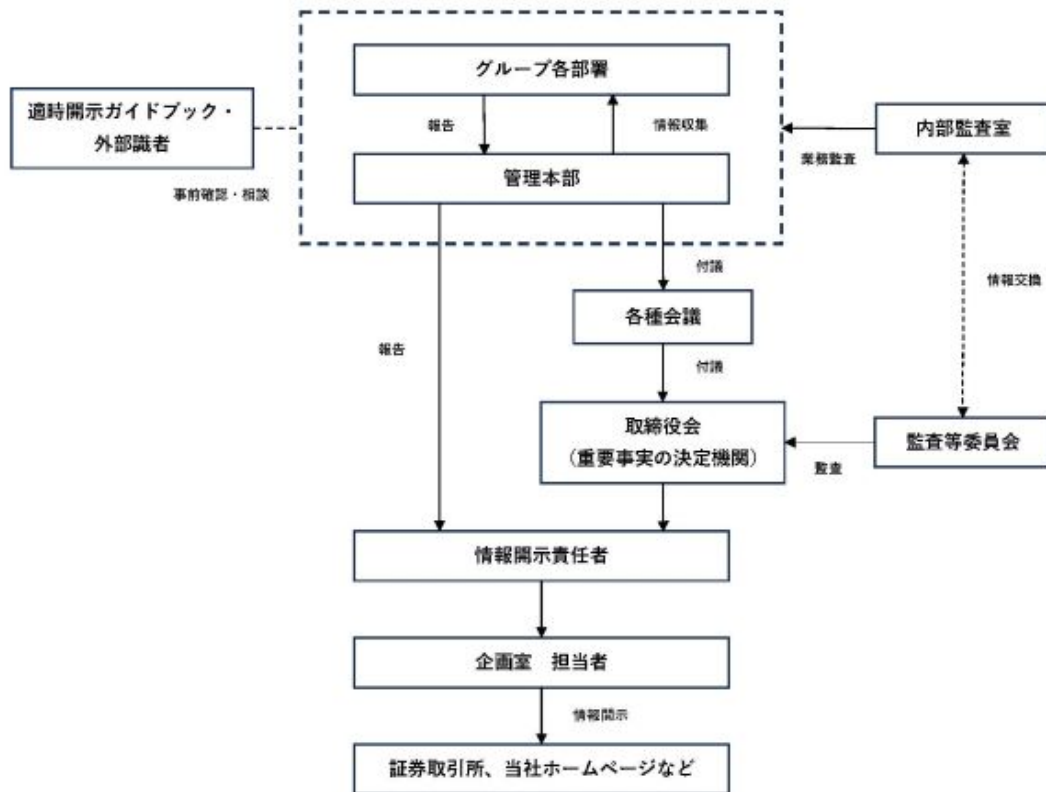 グループ各部署
適時開示ガイドブック・
外部識者
報告
情報収集
内部監査室
業務監査
管理本部
事前確認・相談
付議
情報交換
各種会議
報告
付議
取締役会
（重要事実の決定機関）
監査等委員会
監査
情報開示責任者
企画室　担当者
情報開示
証券取引所、当社ホームページなど